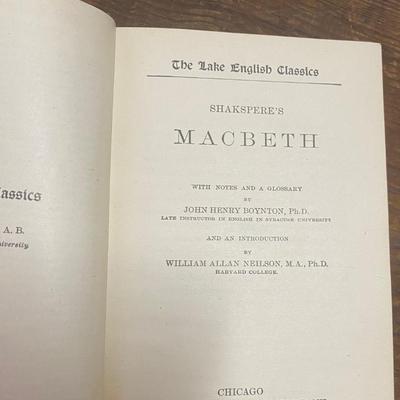 lassics
A. B.
niversity
The Lake English Classics
SHAKSPERE'S
MACBETH
WITH NOTES AND A GLOSSARY
BY
JOHN HENRY BOYNTON, Ph.D.
LATE INSTRUCTOR IN ENGLISH IN SYRACUSE UNIVERSITY
AND AN INTRODUCTION
BY
WILLIAM ALLAN NEILSON, M.A., Ph.D.
HARVARD COLLEGE.
CHICAGO